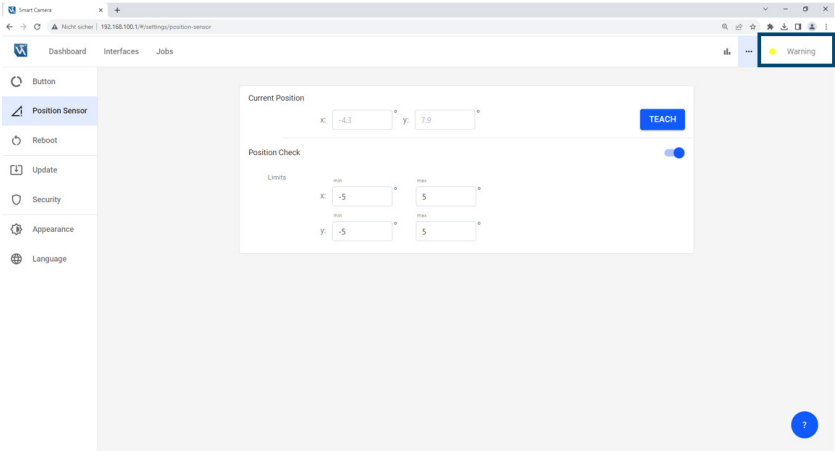 Smart Camera
Nicht sicher | 192.168.100.1/#/settings/position-sensor
Dashboard Interfaces Jobs Warning
Button
Position Sensor
Reboot
Update
Security
Appearance
Language
Current Position
x: -4.3 ° y: 7.9 ° TEACH
Position Check
Limits
min max
x: -5 ° 5 °
min max
y: -5 ° 5 °
?